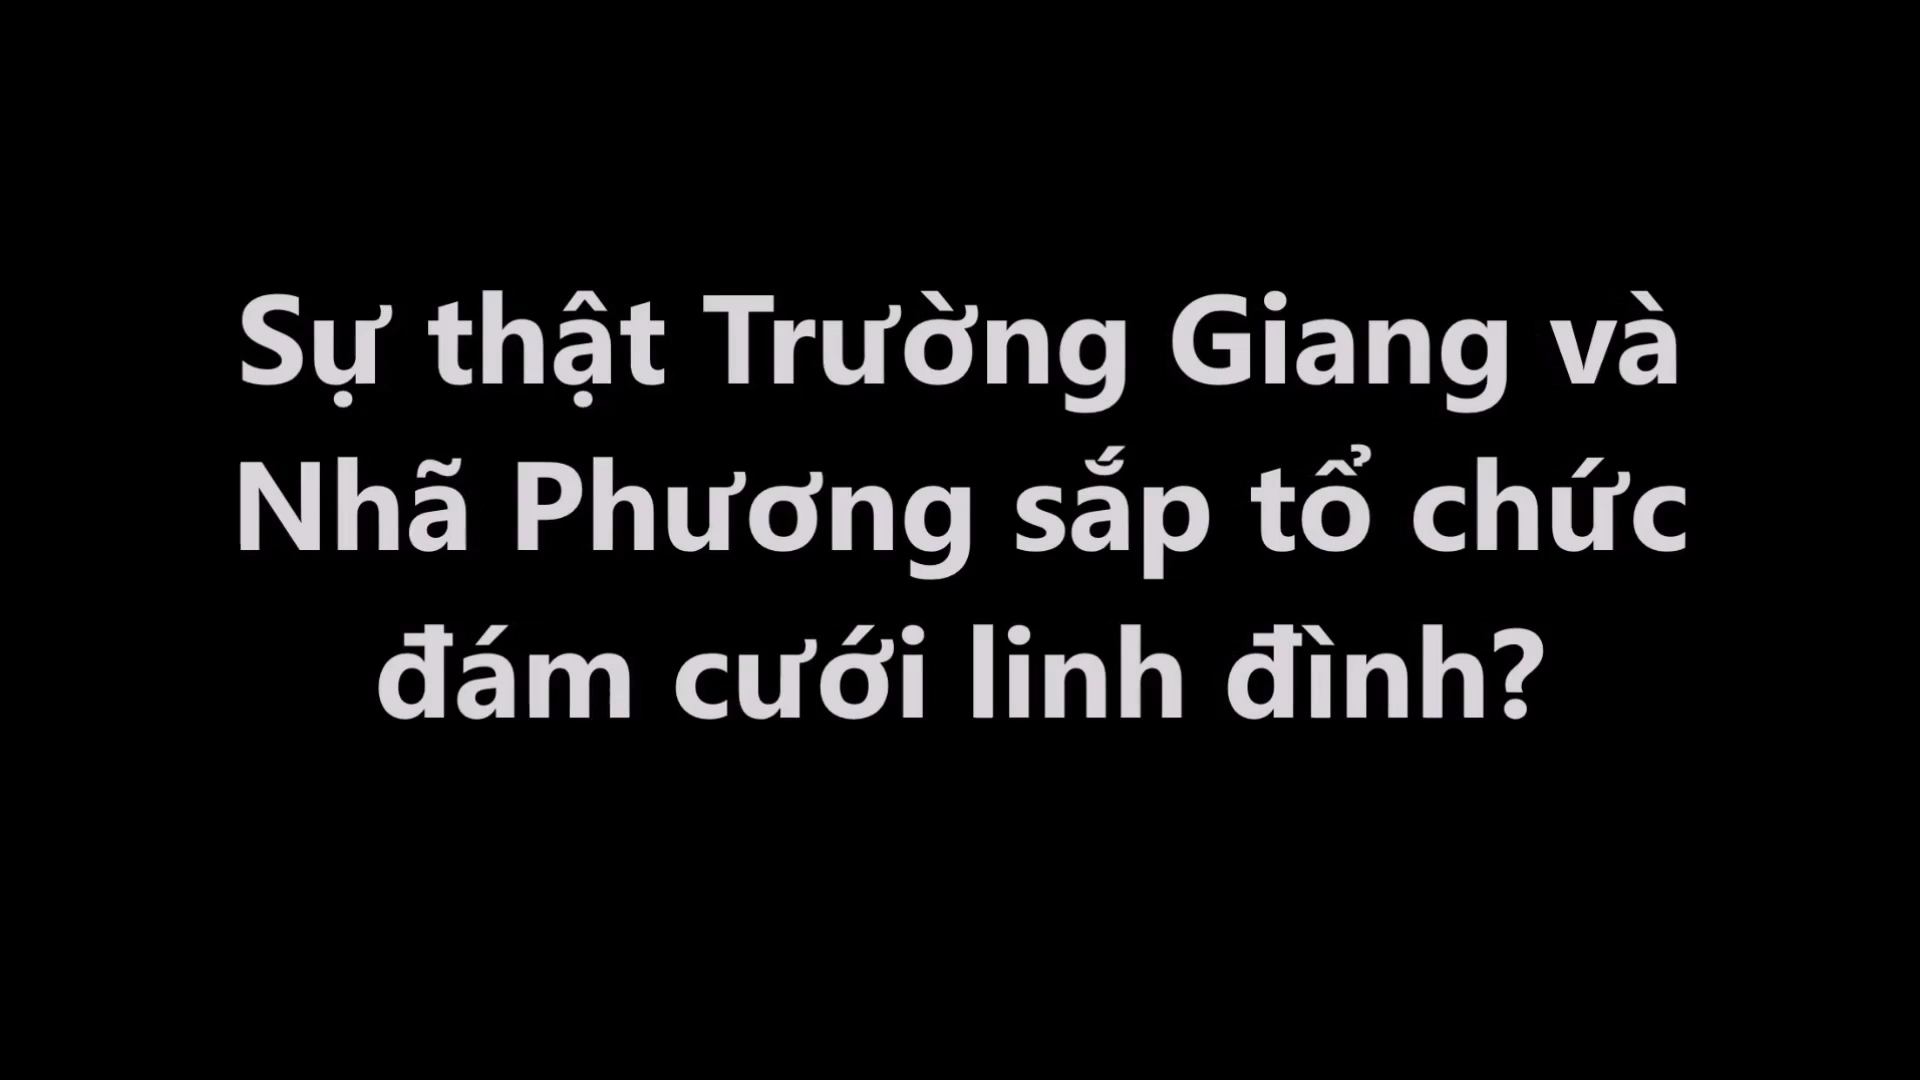 Sự thật Trường Giang và
Nhã Phương sắp tổ chức
đám cưới linh đình?